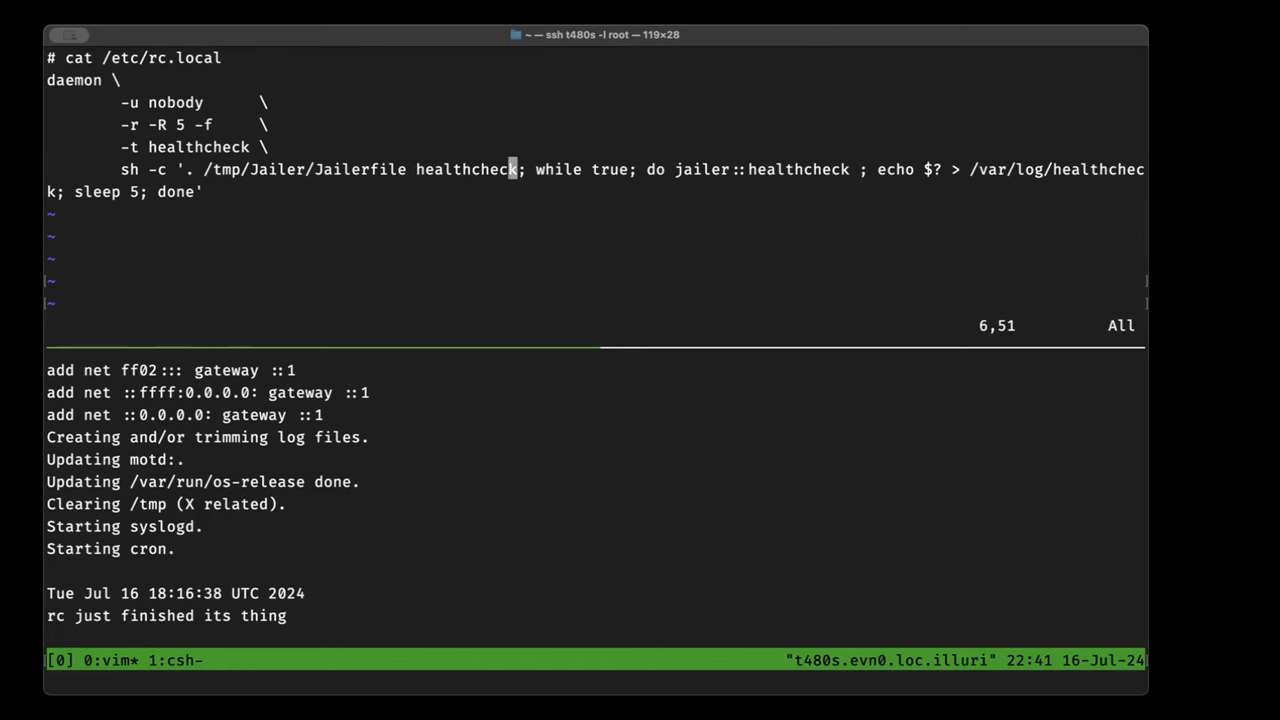 ~ — ssh t480s -l root — 119×28
# cat /etc/rc.local
daemon \
-u nobody \
-r -R 5 -f \
-t healthcheck \
sh -c '. /tmp/Jailer/Jailerfile healthcheck; while true; do jailer::healthcheck ; echo $? > /var/log/healthchec
k; sleep 5; done'
~
~
~
~
~
6,51 All
add net ff02::: gateway ::1
add net ::ffff:0.0.0.0: gateway ::1
add net ::0.0.0.0: gateway ::1
Creating and/or trimming log files.
Updating motd:.
Updating /var/run/os-release done.
Clearing /tmp (X related).
Starting syslogd.
Starting cron.
Tue Jul 16 18:16:38 UTC 2024
rc just finished its thing
[0] 0:vim* 1:csh- "t480s.evn0.loc.illuri" 22:41 16-Jul-24